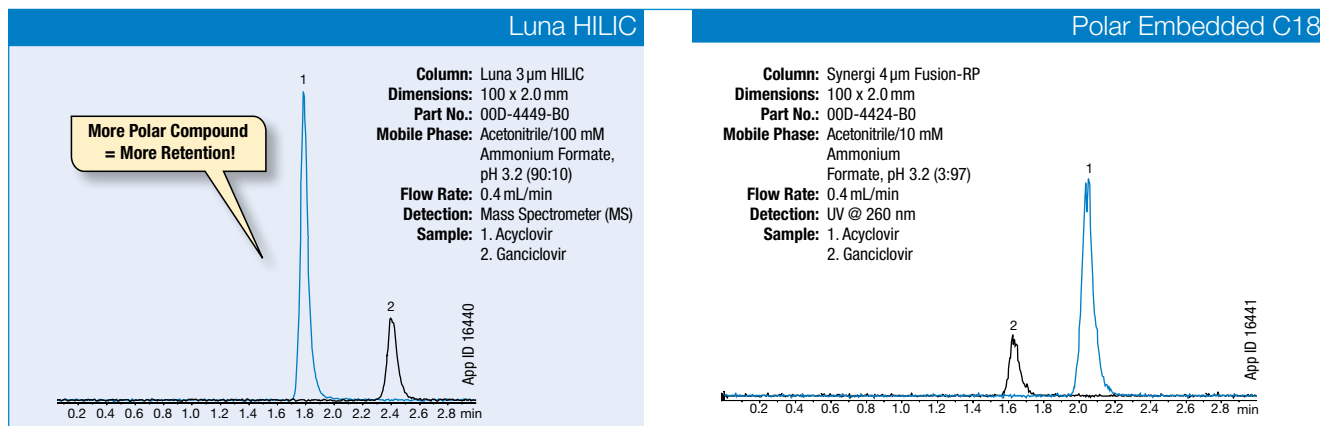 Luna HILIC
Column: Luna 3 µm HILIC
Dimensions: 100 x 2.0 mm
Part No.: 00D-4449-B0
Mobile Phase: Acetonitrile/100 mM
Ammonium Formate,
pH 3.2 (90:10)
Flow Rate: 0.4 mL/min
Detection: Mass Spectrometer (MS)
Sample: 1. Acyclovir
2. Ganciclovir
More Polar Compound
= More Retention!
1
2
App ID 16440
0.2 0.4 0.6 0.8 1.0 1.2 1.4 1.6 1.8 2.0 2.2 2.4 2.6 2.8 min
Polar Embedded C18
Column: Synergi 4 µm Fusion-RP
Dimensions: 100 x 2.0 mm
Part No.: 00D-4424-B0
Mobile Phase: Acetonitrile/10 mM
Ammonium
Formate, pH 3.2 (3:97)
Flow Rate: 0.4 mL/min
Detection: UV @ 260 nm
Sample: 1. Acyclovir
2. Ganciclovir
1
2
App ID 16441
0.2 0.4 0.6 0.8 1.0 1.2 1.4 1.6 1.8 2.0 2.2 2.4 2.6 2.8 min